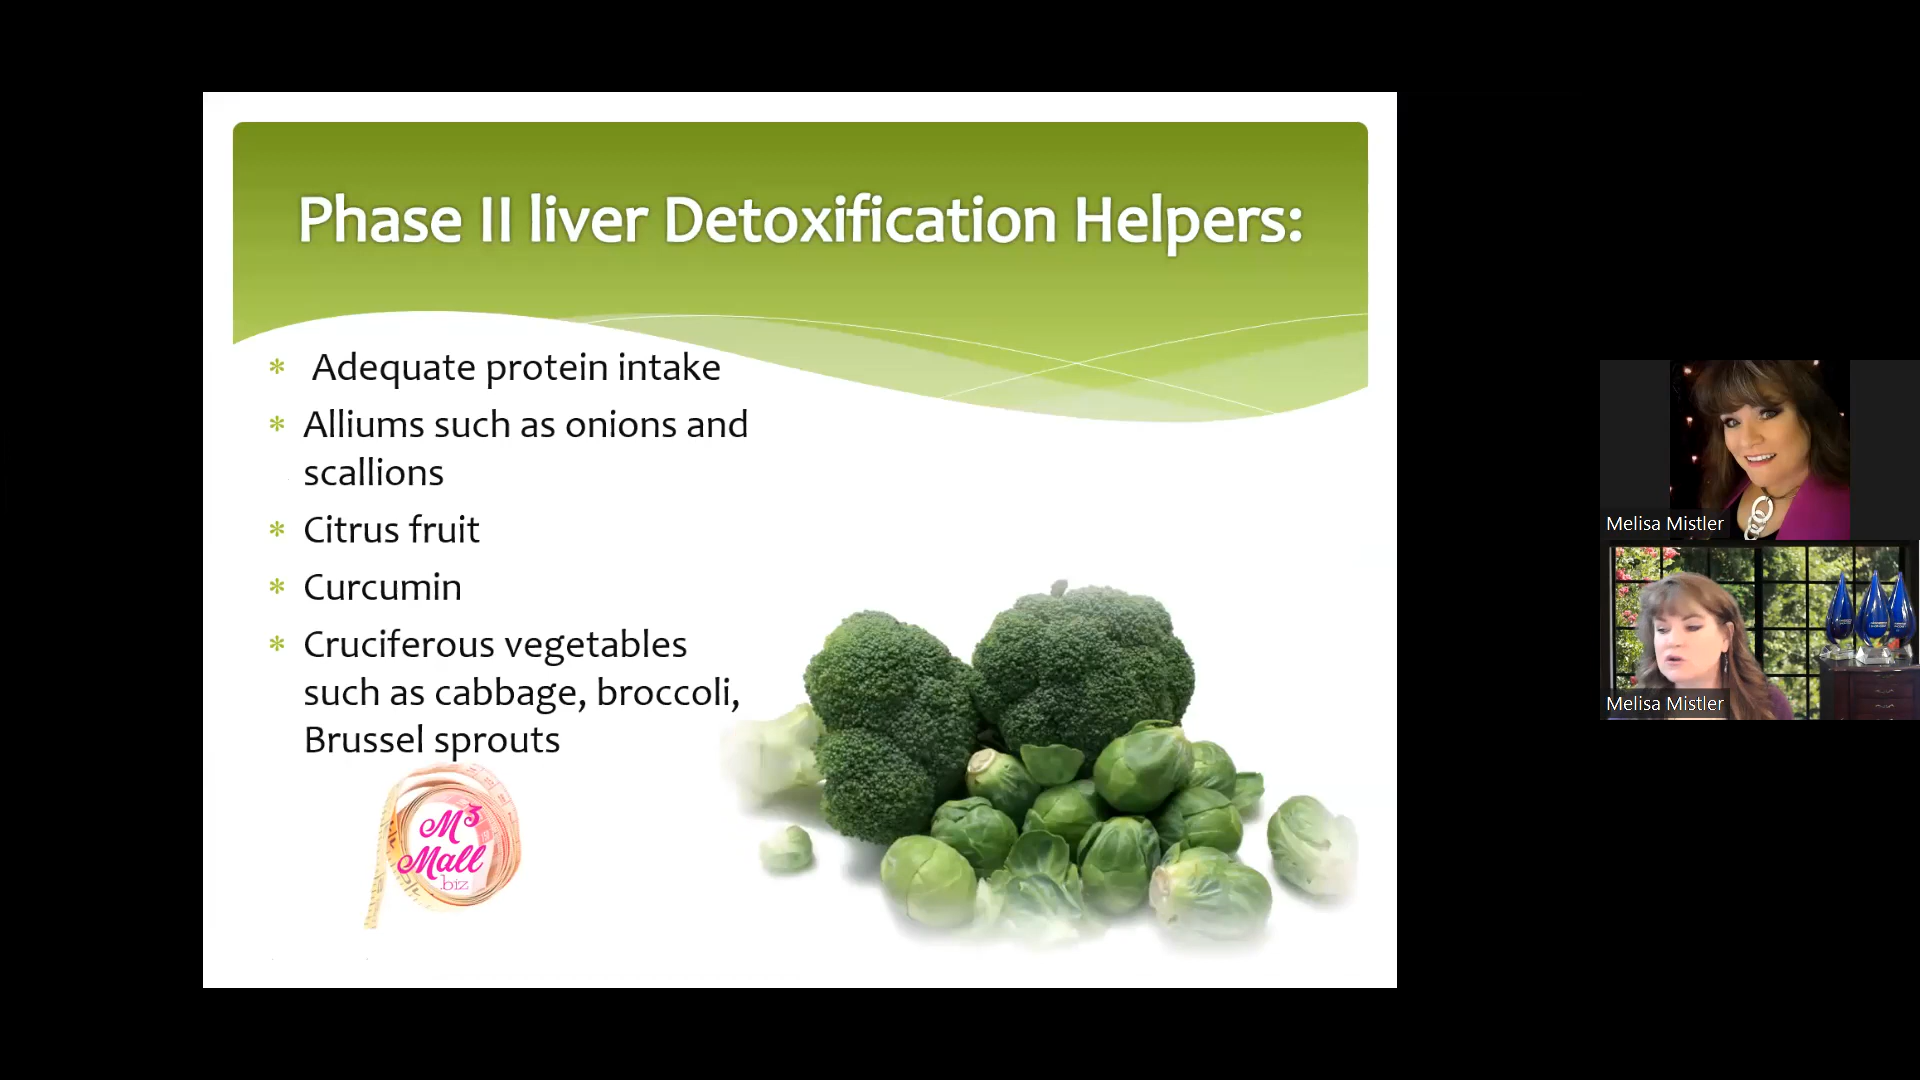 Phase II liver Detoxification Helpers:
* Adequate protein intake
* Alliums such as onions and
scallions
* Citrus fruit
* Curcumin
* Cruciferous vegetables
such as cabbage, broccoli,
Brussel sprouts
M3
Mall
.biz
Melisa Mistler
Melisa Mistler